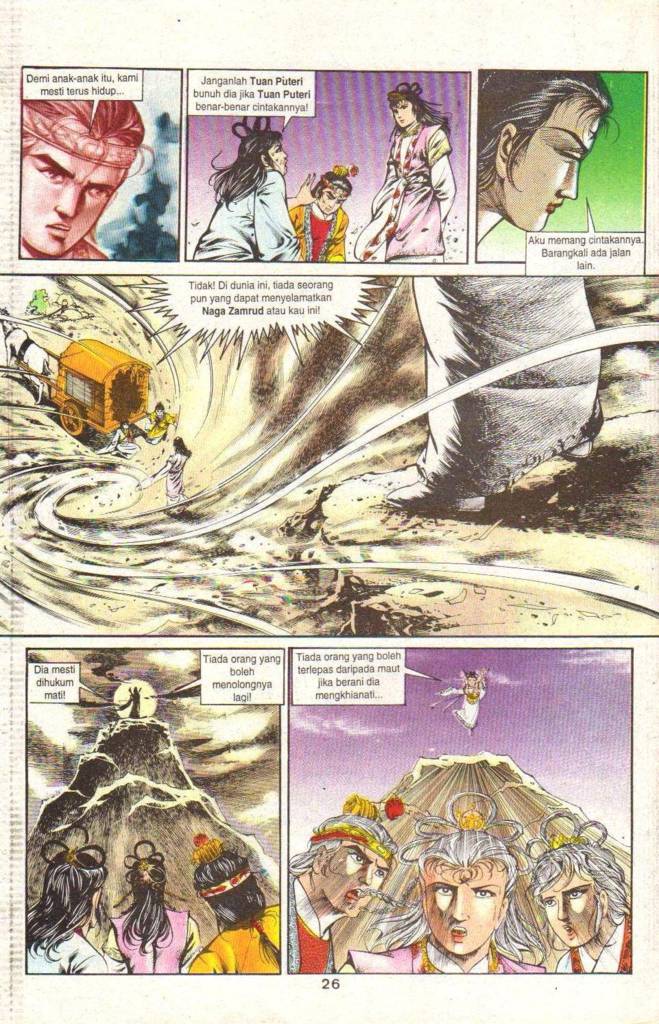 Demi anak-anak itu, kami
mesti terus hidup...
Janganlah Tuan Puteri
bunuh dia jika Tuan Puteri
benar-benar cintakannya!
Aku memang cintakannya.
Barangkali ada jalan
lain.
Tidak! Di dunia ini, tiada seorang
pun yang dapat menyelamatkan
Naga Zamrud atau kau ini!
Dia mesti
dihukum
mati!
Tiada orang yang
boleh
menolongnya
lagi!
Tiada orang yang boleh
terlepas daripada maut
jika berani dia
mengkhianati...
26